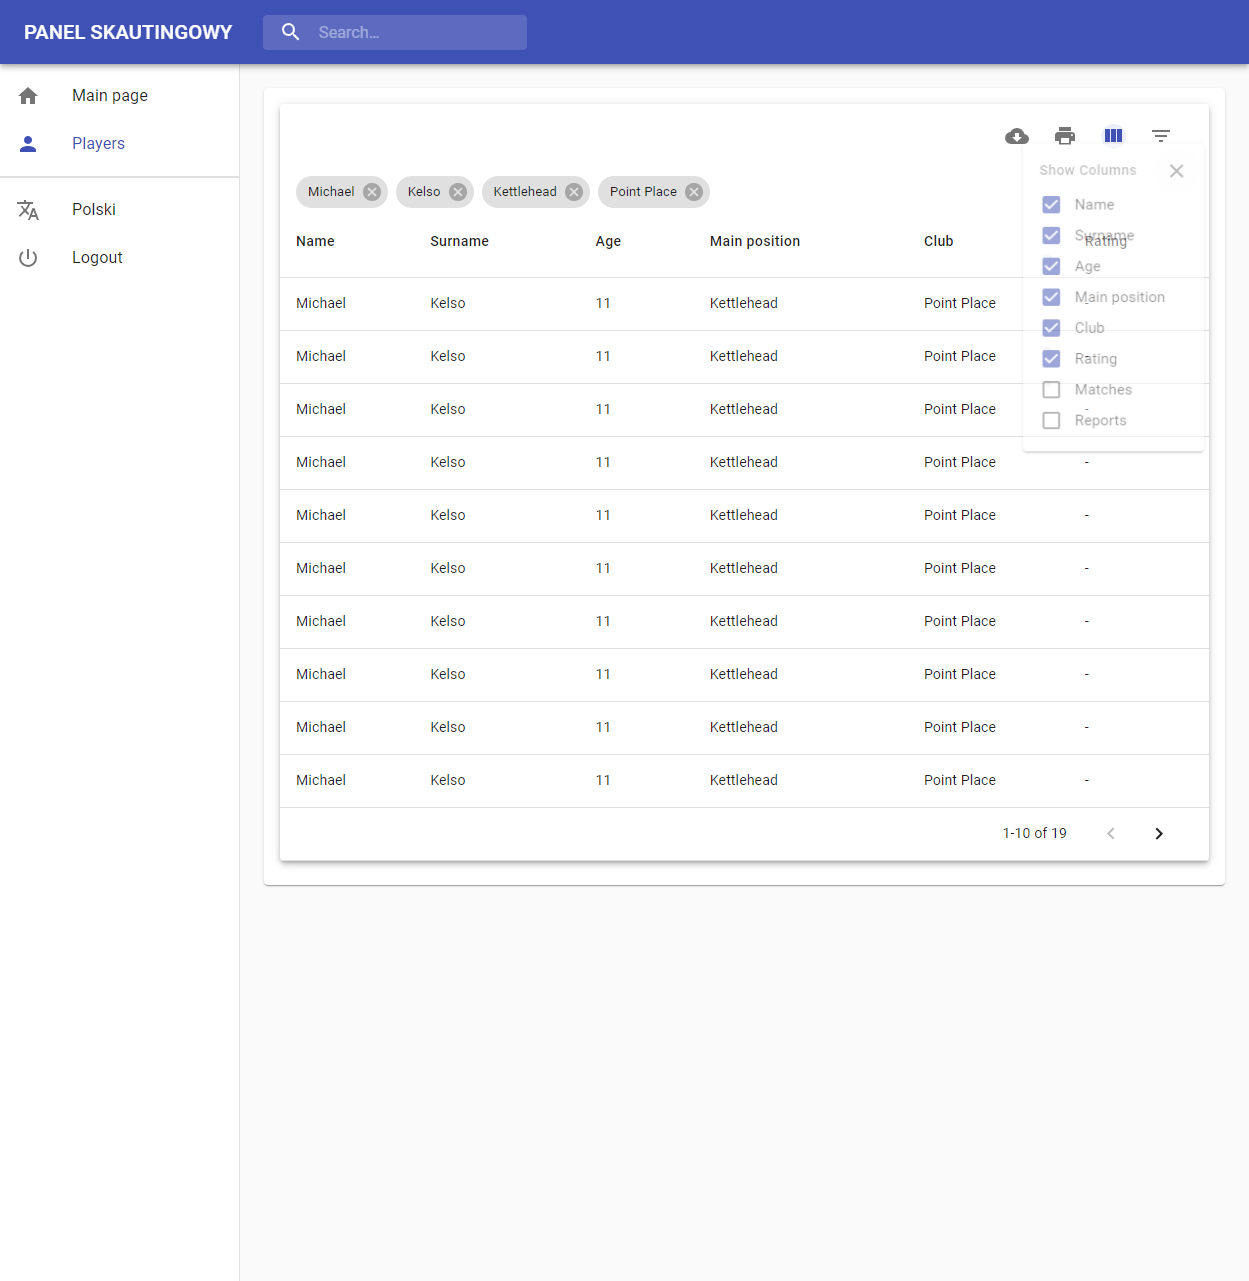 PANEL SKAUTINGOWY
Search...
Main page
Players
Polski
Logout
Show Columns
Name
Surname
Age
Main position
Club
Rating
Matches
Reports
Michael Kelso Kettlehead Point Place
Name Surname Age Main position Club Rating
Michael Kelso 11 Kettlehead Point Place -
Michael Kelso 11 Kettlehead Point Place -
Michael Kelso 11 Kettlehead Point Place -
Michael Kelso 11 Kettlehead Point Place -
Michael Kelso 11 Kettlehead Point Place -
Michael Kelso 11 Kettlehead Point Place -
Michael Kelso 11 Kettlehead Point Place -
Michael Kelso 11 Kettlehead Point Place -
Michael Kelso 11 Kettlehead Point Place -
Michael Kelso 11 Kettlehead Point Place -
1-10 of 19